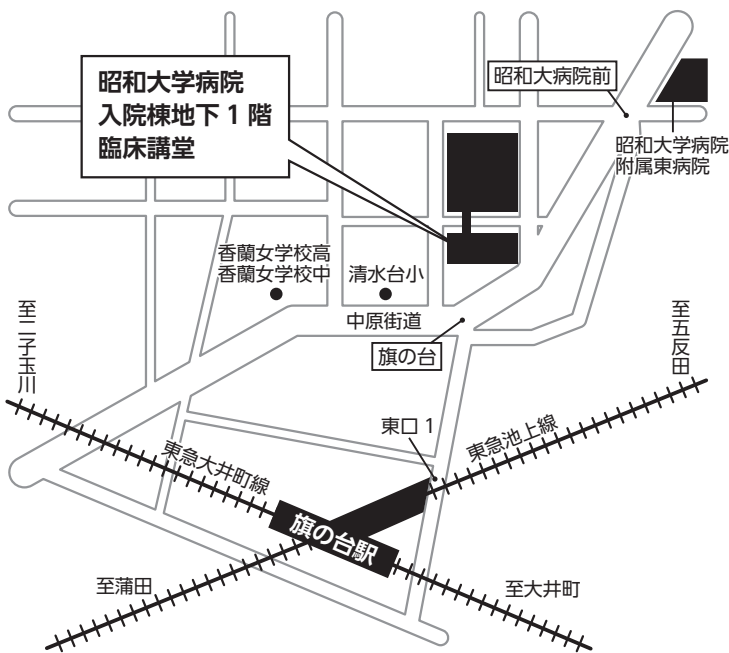 昭和大学病院
入院棟地下 1 階
臨床講堂
昭和大病院前
昭和大学病院
附属東病院
香蘭女学校高
香蘭女学校中
清水台小
中原街道
旗の台
至二子玉川
至五反田
東口 1
東急池上線
東急大井町線
旗の台駅
至蒲田
至大井町